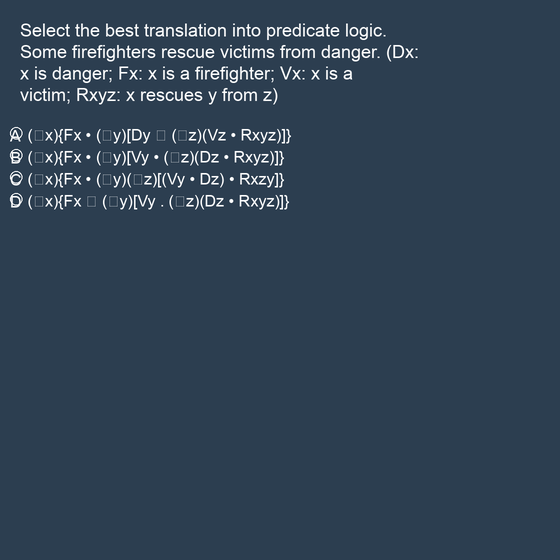 Select the best translation into predicate logic.
Some firefighters rescue victims from danger. (Dx:
x is danger; Fx: x is a firefighter; Vx: x is a
victim; Rxyz: x rescues y from z)
A (□x){Fx • (□y)[Dy □ (□z)(Vz • Rxyz)]}
B (□x){Fx • (□y)[Vy • (□z)(Dz • Rxyz)]}
C (□x){Fx • (□y)(□z)[(Vy • Dz) • Rxzy]}
D (□x){Fx □ (□y)[Vy . (□z)(Dz • Rxyz)]}